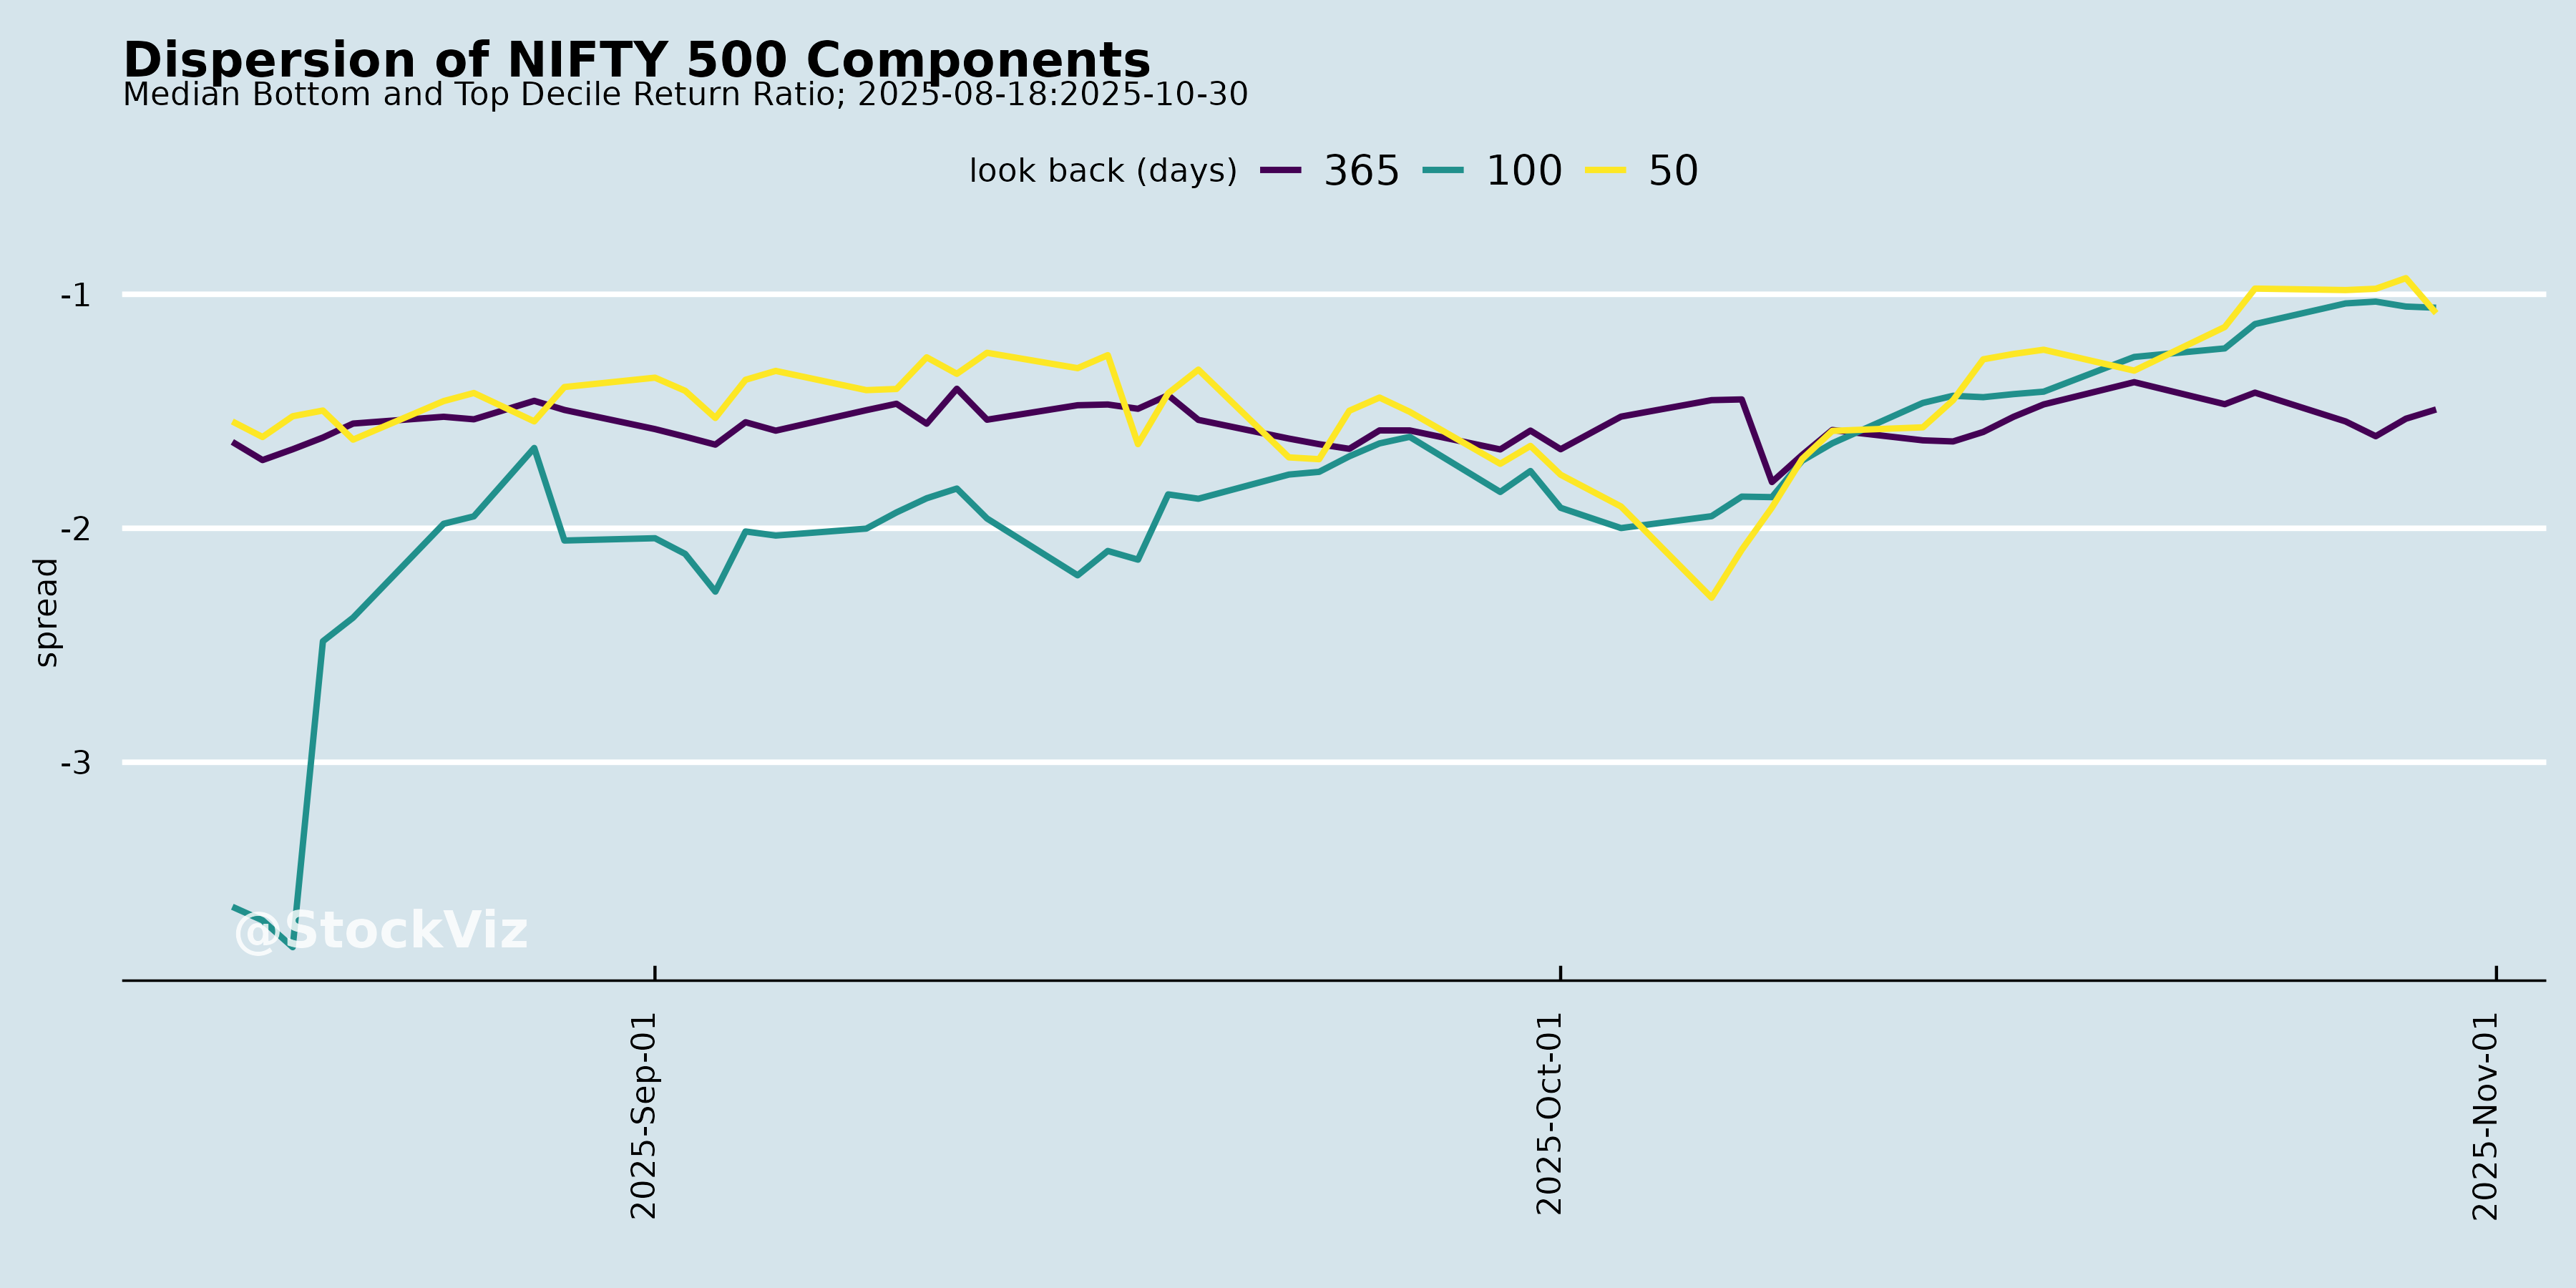 Dispersion of NIFTY 500 Components
Median Bottom and Top Decile Return Ratio; 2025-08-18:2025-10-30
look back (days) 365 100 50
-1
-2
-3
spread
@StockViz
2025-Sep-01
2025-Oct-01
2025-Nov-01